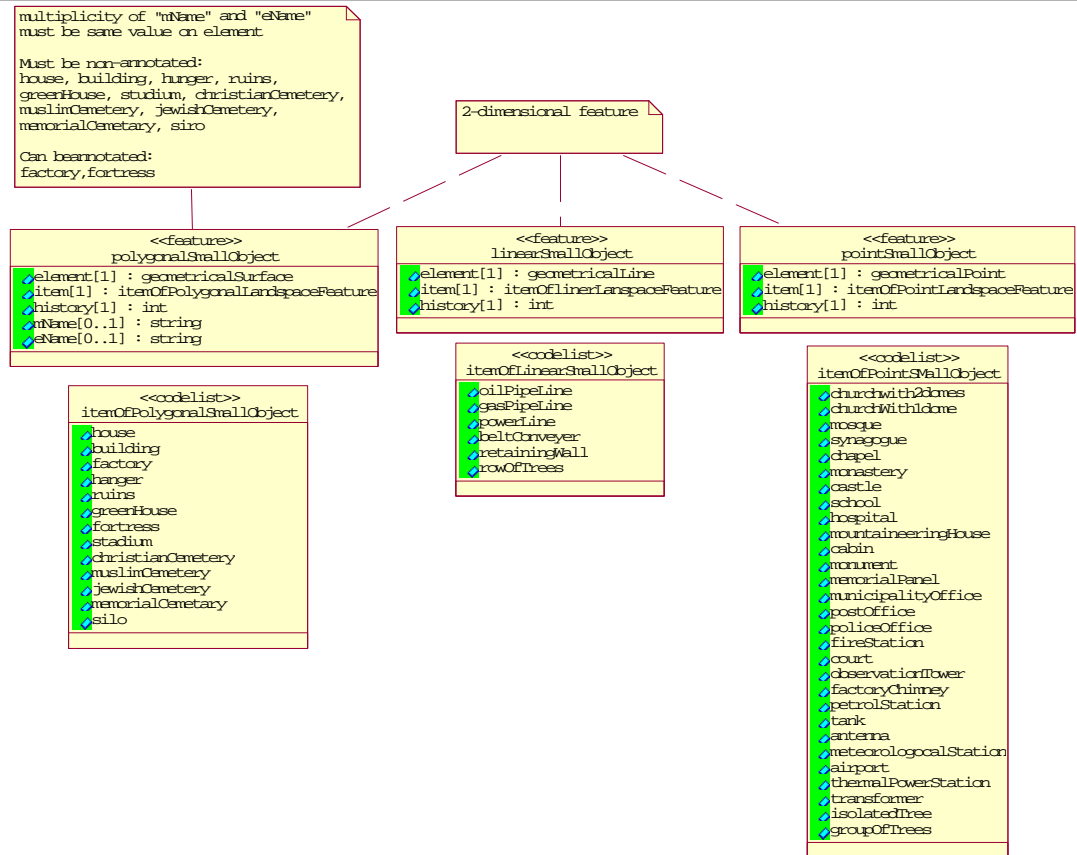 multiplicity of "mName" and "eName"
must be same value on element
Must be non-annotated:
house, building, hunger, ruins,
greenHouse, studium, christianCemetery,
muslimCemetery, jewishCemetery,
memorialCemetary, siro
Can beannotated:
factory,fortress
2-dimensional feature
<<feature>>
polygonalSmallObject
element[1] : geometricalSurface
item[1] : itemOfPolygonalLandspaceFeature
history[1] : int
mName[0..1] : string
eName[0..1] : string
<<feature>>
linearSmallObject
element[1] : geometricalLine
item[1] : itemOflinerLanspaceFeature
history[1] : int
<<feature>>
pointSmallObject
element[1] : geometricalPoint
item[1] : itemOfPointLandspaceFeature
history[1] : int
<<codelist>>
itemOfPolygonalSmallObject
house
building
factory
hanger
ruins
greenHouse
fortress
stadium
christianCemetery
muslimCemetery
jewishCemetery
memorialCemetary
silo
<<codelist>>
itemOfLinearSmallObject
oilPipeLine
gasPipeLine
powerLine
beltConveyer
retainingWall
rowOfTrees
<<codelist>>
itemOfPointSMallObject
churchwith2domes
churchWith1dome
mosque
synagogue
chapel
monastery
castle
school
hospital
mountaineeringHouse
cabin
monument
memorialPanel
municipalityOffice
postOffice
policeOffice
fireStation
court
observationTower
factoryChimney
petrolStation
tank
antenna
meteorologocalStation
airport
thermalPowerStation
transformer
isolatedTree
groupOfTrees